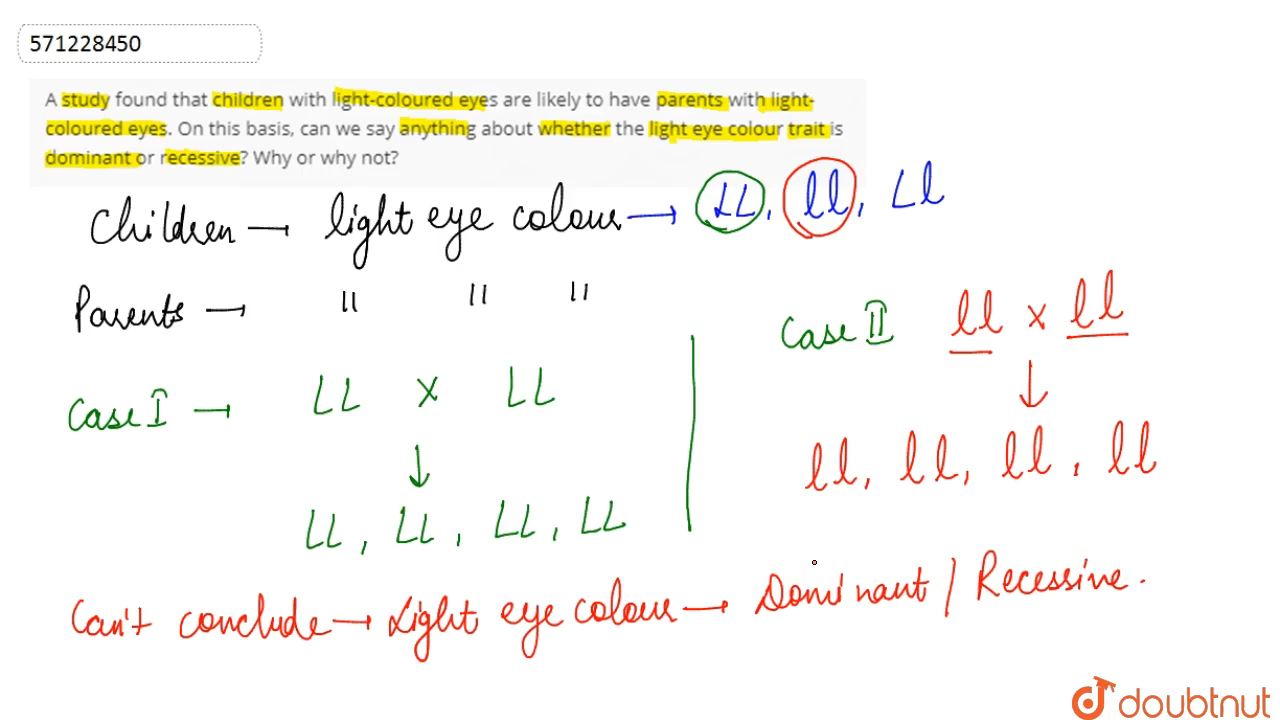 571228450
A study found that children with light-coloured eyes are likely to have parents with light-
coloured eyes. On this basis, can we say anything about whether the light eye colour trait is
dominant or recessive? Why or why not?
Children → light eye colour → LL, ll, Ll
Parents → " " "
Case I → LL x LL
↓
LL, LL, LL, LL
Case II ll x ll
↓
ll, ll, ll, ll
Can't conclude → Light eye colour → Dominant / Recessive.
doubtnut